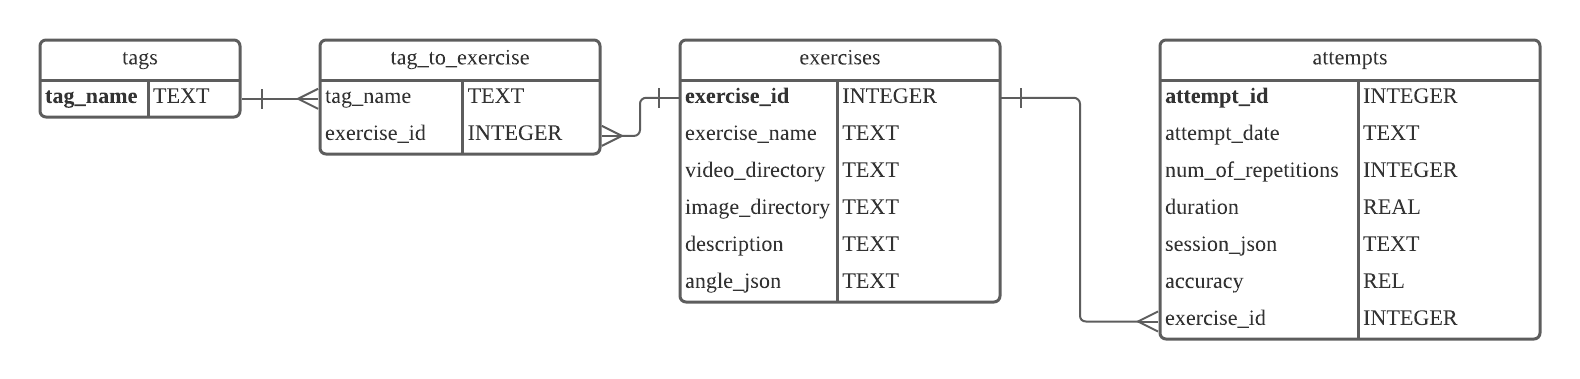 tags
tag_name TEXT
tag_to_exercise
tag_name TEXT
exercise_id INTEGER
exercises
exercise_id INTEGER
exercise_name TEXT
video_directory TEXT
image_directory TEXT
description TEXT
angle_json TEXT
attempts
attempt_id INTEGER
attempt_date TEXT
num_of_repetitions INTEGER
duration REAL
session_json TEXT
accuracy REL
exercise_id INTEGER